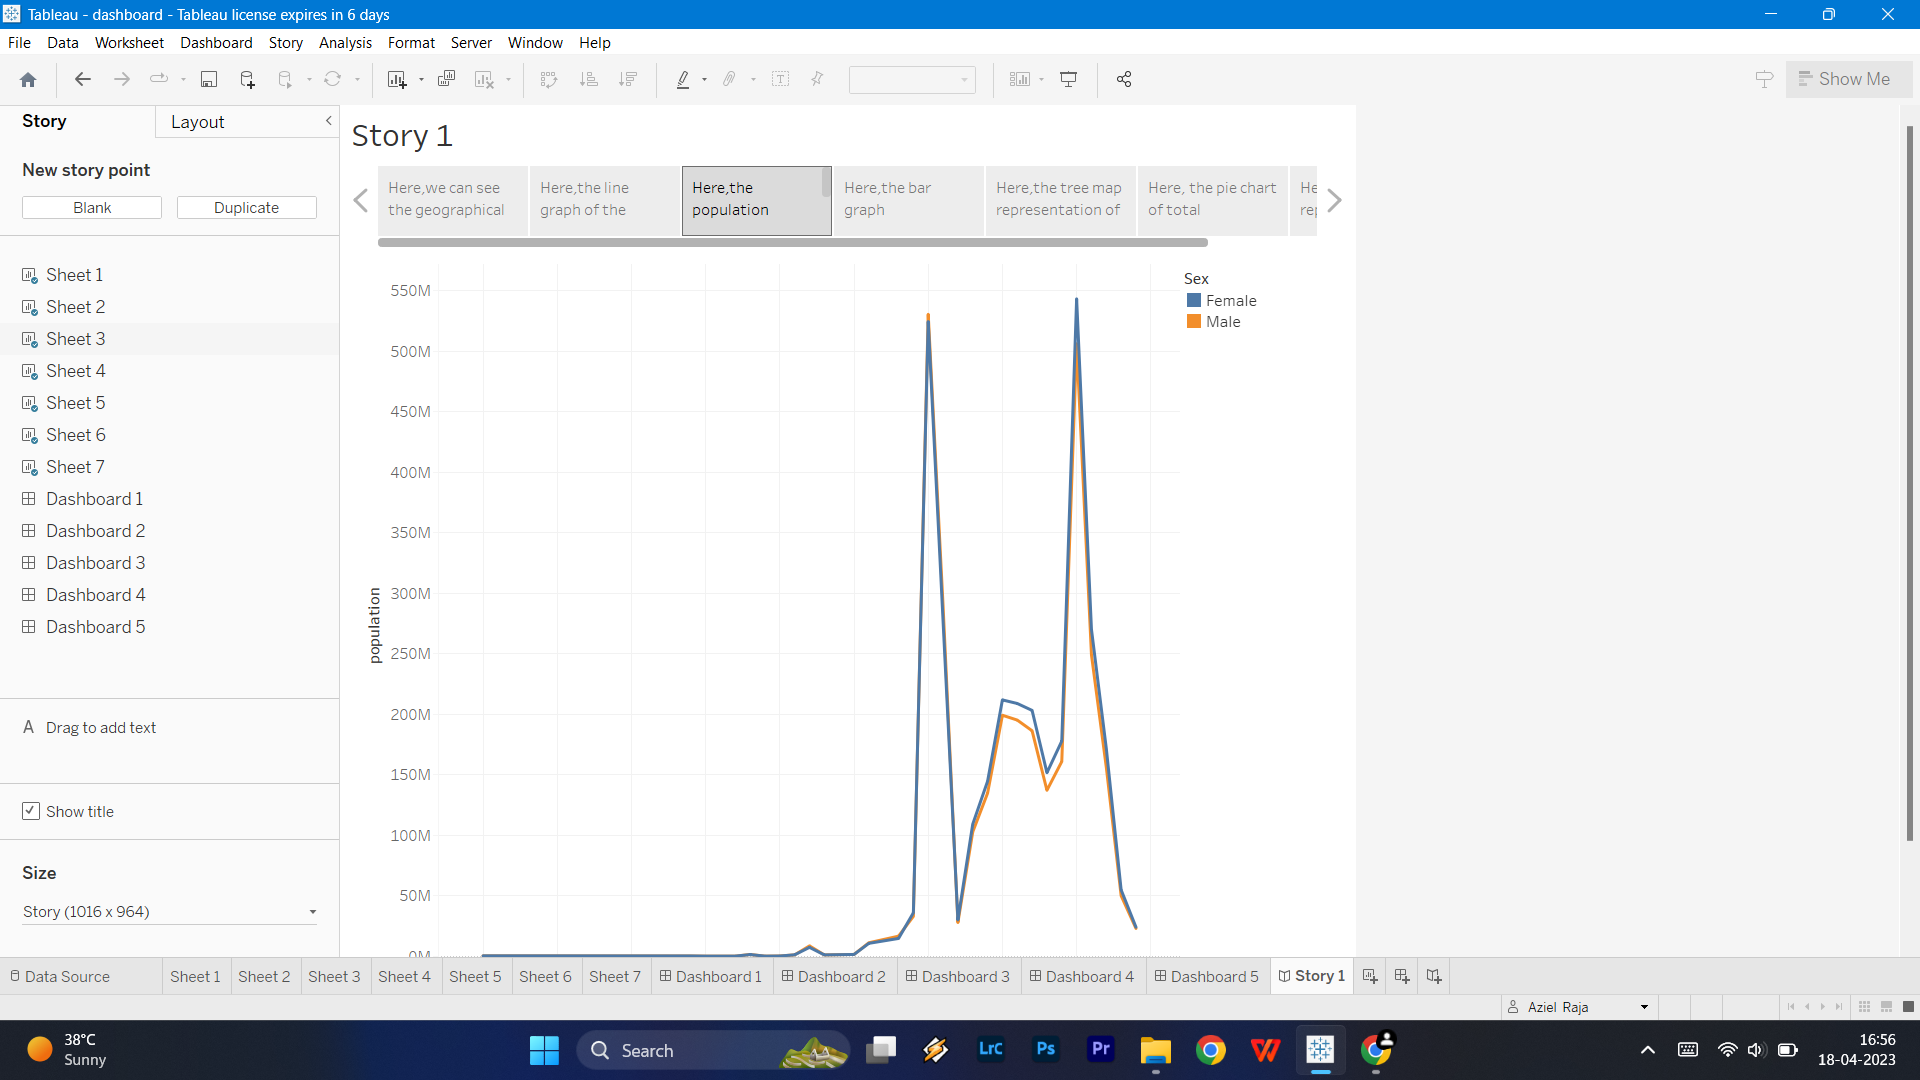 Tableau - dashboard - Tableau license expires in 6 days
File Data Worksheet Dashboard Story Analysis Format Server Window Help
Show Me
Story Layout
New story point
Blank Duplicate
Sheet 1
Sheet 2
Sheet 3
Sheet 4
Sheet 5
Sheet 6
Sheet 7
Dashboard 1
Dashboard 2
Dashboard 3
Dashboard 4
Dashboard 5
A Drag to add text
Show title
Size
Story (1016 x 964)
Story 1
Here,we can see
the geographical
Here,the line
graph of the
Here,the
population
Here,the bar
graph
Here,the tree map
representation of
Here, the pie chart
of total
He
Sex
Female
Male
550M
500M
450M
400M
350M
300M
250M
200M
150M
100M
50M
0M
population
Data Source Sheet 1 Sheet 2 Sheet 3 Sheet 4 Sheet 5 Sheet 6 Sheet 7 Dashboard 1 Dashboard 2 Dashboard 3 Dashboard 4 Dashboard 5 Story 1
Aziel Raja
38°C
Sunny
Search
LrC
Ps
Pr
16:56
18-04-2023